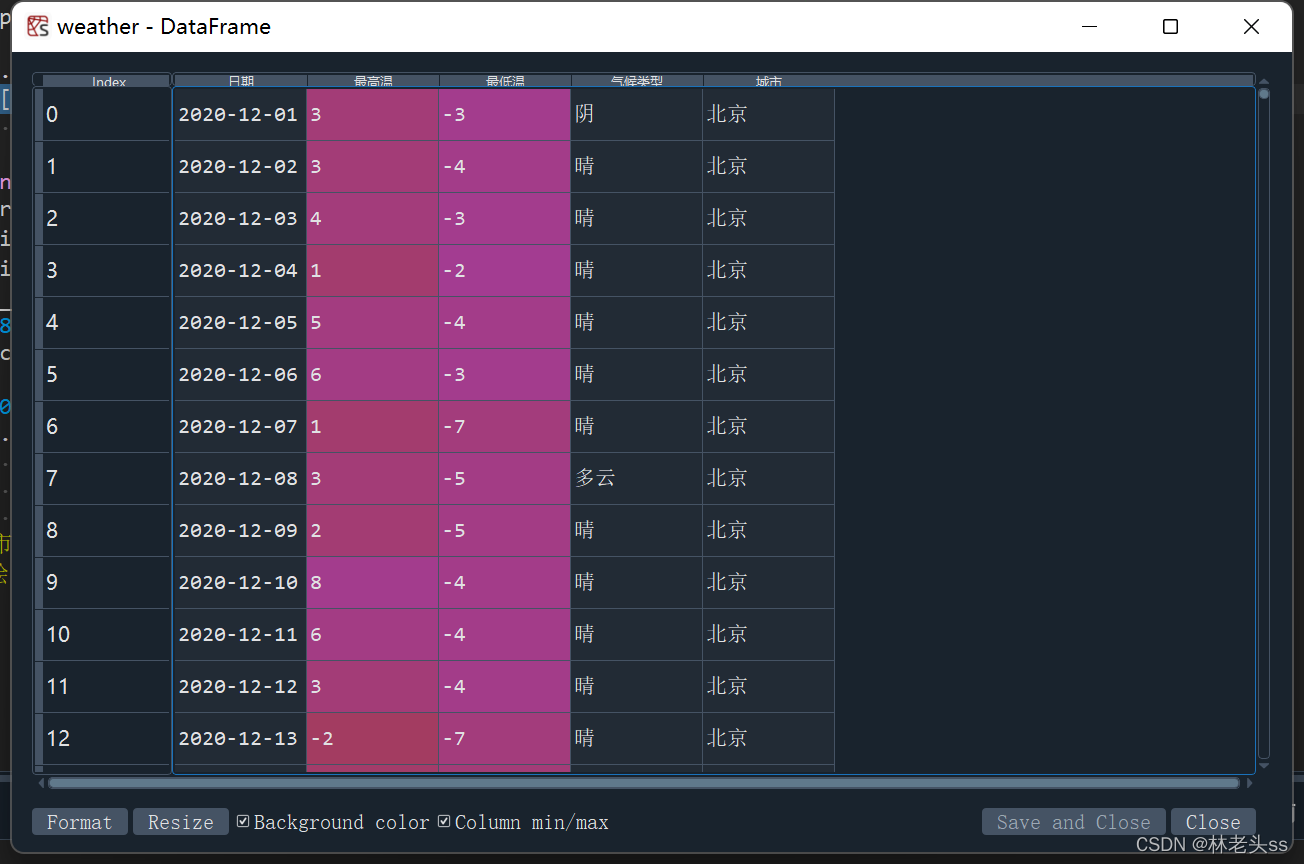 weather - DataFrame
Index 日期 最高温 最低温 气候类型 城市
0 2020-12-01 3 -3 阴 北京
1 2020-12-02 3 -4 晴 北京
2 2020-12-03 4 -3 晴 北京
3 2020-12-04 1 -2 晴 北京
4 2020-12-05 5 -4 晴 北京
5 2020-12-06 6 -3 晴 北京
6 2020-12-07 1 -7 晴 北京
7 2020-12-08 3 -5 多云 北京
8 2020-12-09 2 -5 晴 北京
9 2020-12-10 8 -4 晴 北京
10 2020-12-11 6 -4 晴 北京
11 2020-12-12 3 -4 晴 北京
12 2020-12-13 -2 -7 晴 北京
Format Resize Background color Column min/max Save and Close Close
CSDN @林老头ss